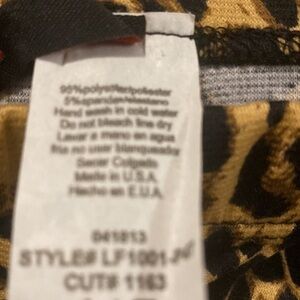 95%polyester/poliester
5%spandex/elastano
Hand wash in cold water
Do not bleach line dry
Lavar a mano en agua
fria no usar blanqueador
Secar Colgado
Made in U.S.A.
Hecho en E.U.A.
041813
STYLE# LF1001-
CUT# 1163